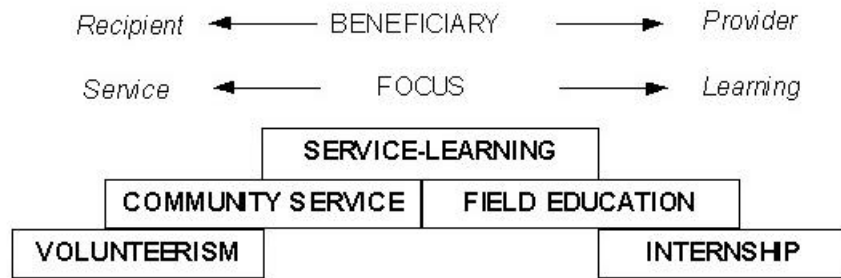 Recipient BENEFICIARY Provider
Service FOCUS Learning
SERVICE-LEARNING
COMMUNITY SERVICE FIELD EDUCATION
VOLUNTEERISM INTERNSHIP